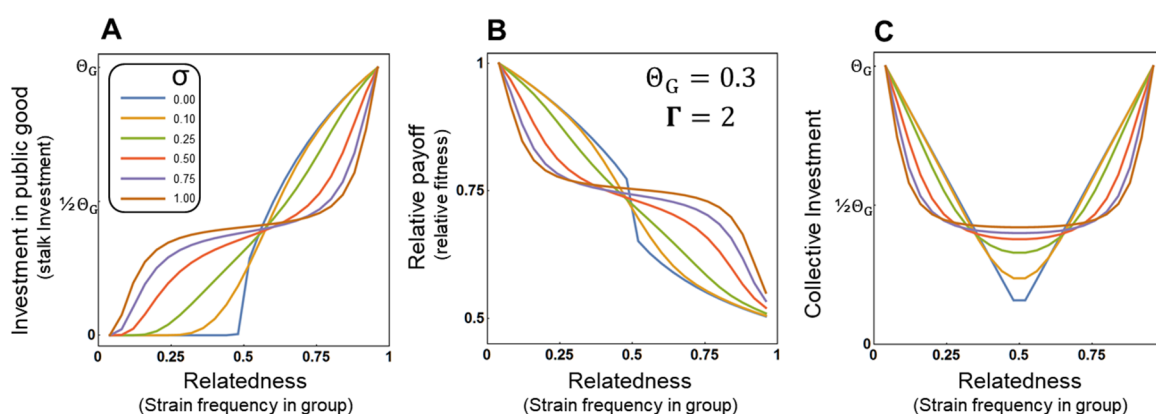 A
Investment in public good
(stalk Investment)
Θ_G
½Θ_G
0
σ
0.00
0.10
0.25
0.50
0.75
1.00
0 0.25 0.5 0.75 1
Relatedness
(Strain frequency in group)
B
Relative payoff
(relative fitness)
1
0.75
0.5
Θ_G = 0.3
Γ = 2
0 0.25 0.5 0.75 1
Relatedness
(Strain frequency in group)
C
Collective Investment
Θ_G
½Θ_G
0
0 0.25 0.5 0.75 1
Relatedness
(Strain frequency in group)